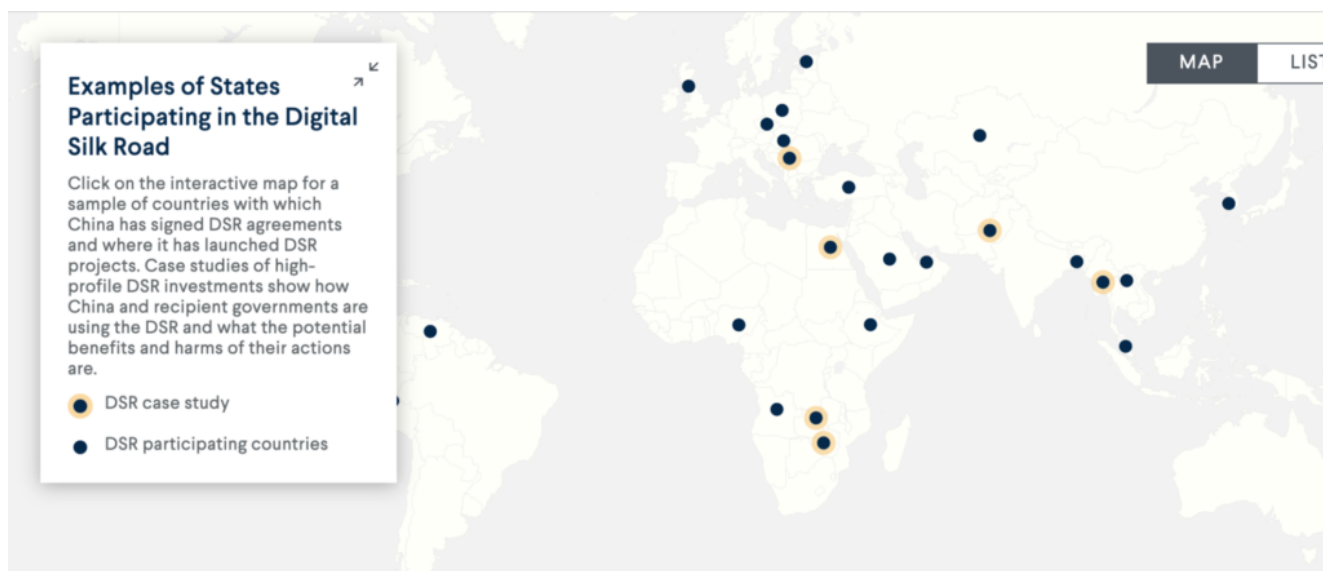 Examples of States
Participating in the Digital
Silk Road
Click on the interactive map for a
sample of countries with which
China has signed DSR agreements
and where it has launched DSR
projects. Case studies of high-
profile DSR investments show how
China and recipient governments are
using the DSR and what the potential
benefits and harms of their actions
are.
DSR case study
DSR participating countries
MAP
LIST